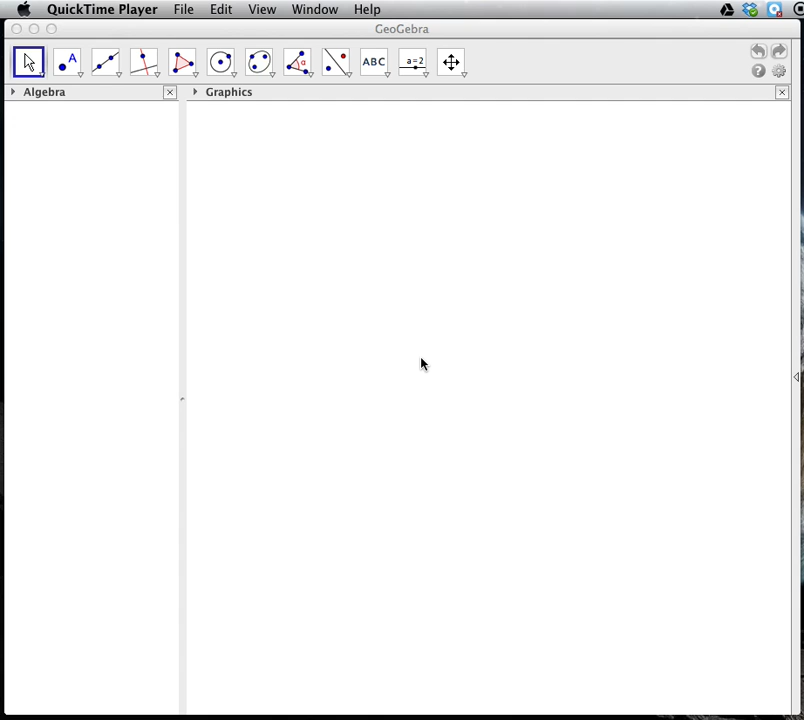 QuickTime Player File Edit View Window Help
GeoGebra
A α ABC a=2
Algebra Graphics